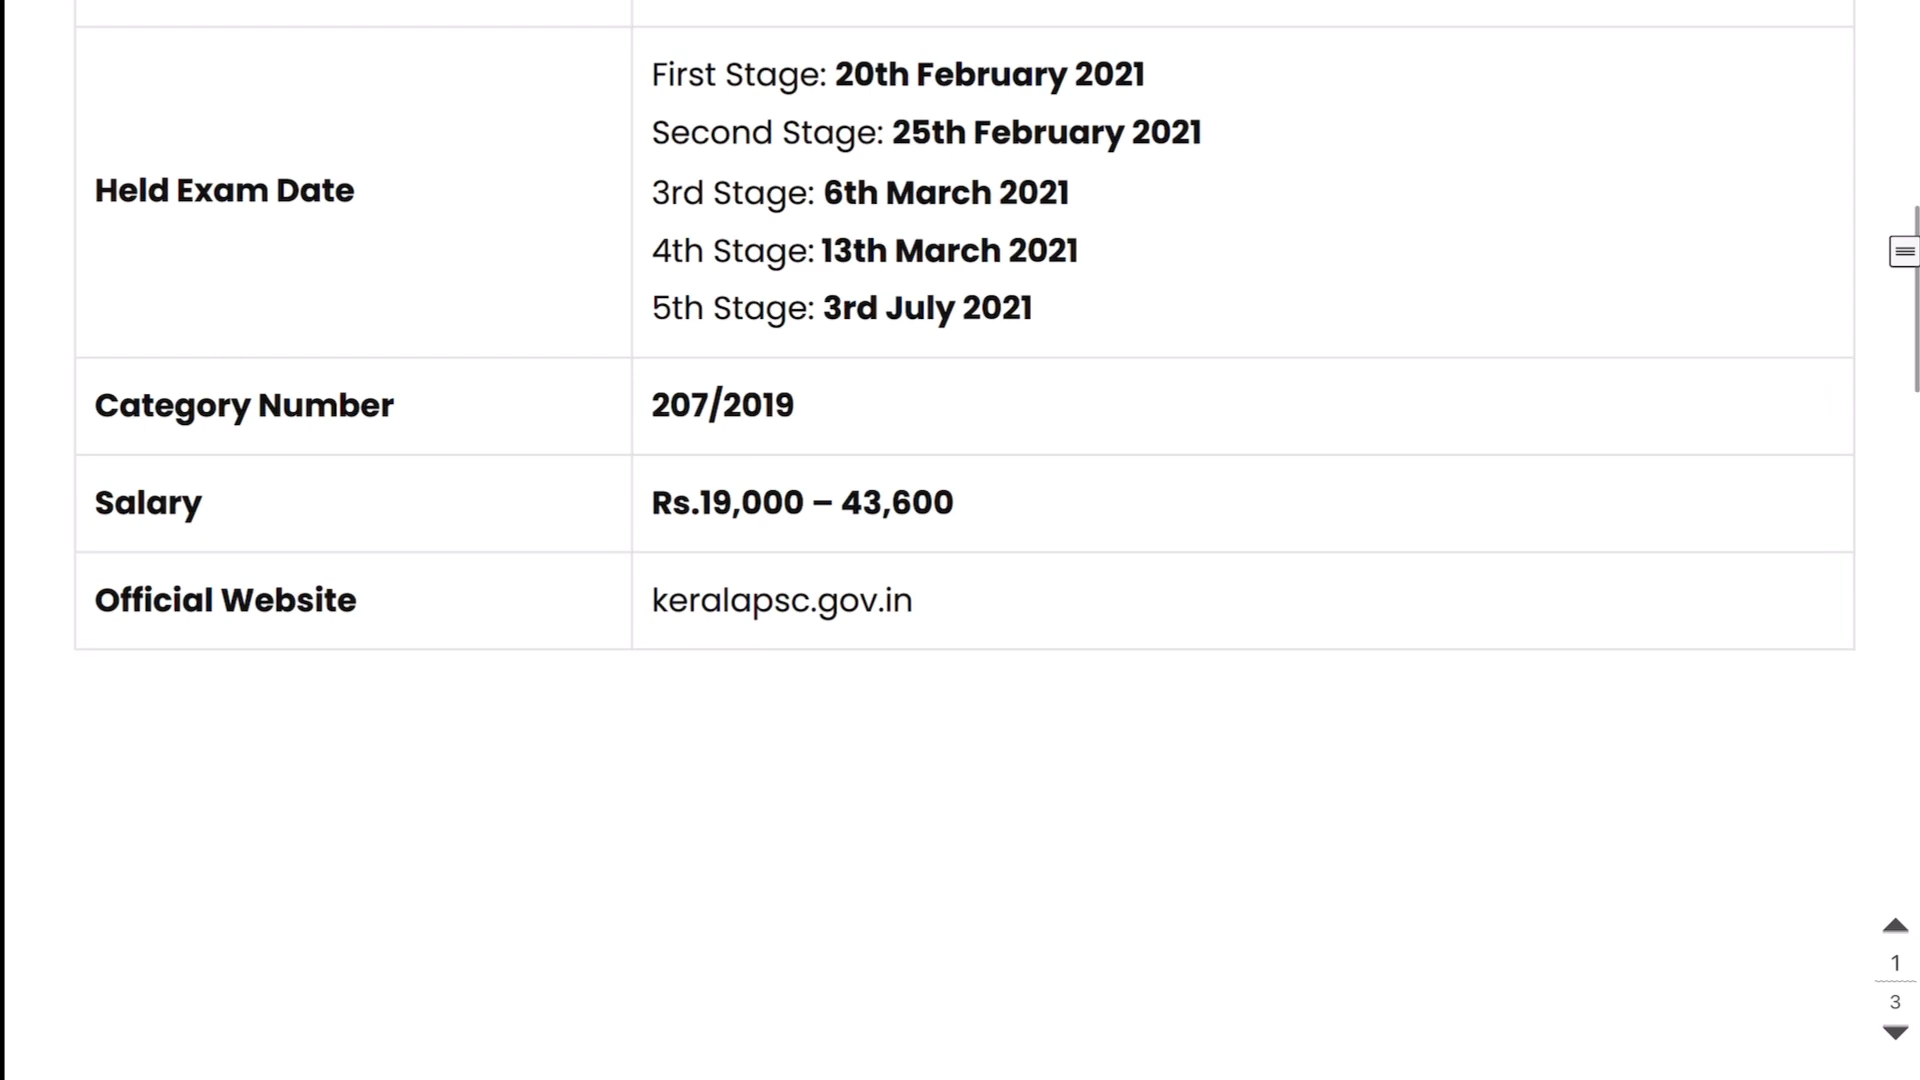 First Stage: 20th February 2021
Second Stage: 25th February 2021
Held Exam Date
3rd Stage: 6th March 2021
4th Stage: 13th March 2021
5th Stage: 3rd July 2021
Category Number
207/2019
Salary
Rs.19,000 – 43,600
Official Website
keralapsc.gov.in
1
3